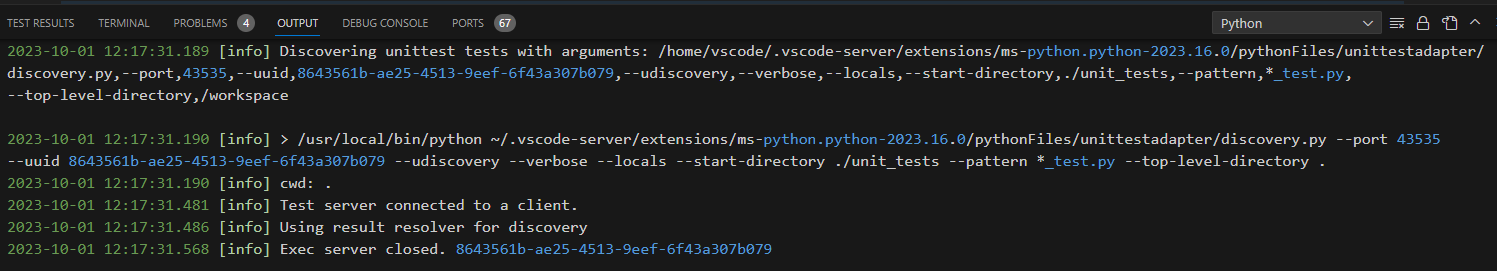 TEST RESULTS TERMINAL PROBLEMS 4 OUTPUT DEBUG CONSOLE PORTS 67 Python
2023-10-01 12:17:31.189 [info] Discovering unittest tests with arguments: /home/vscode/.vscode-server/extensions/ms-python.python-2023.16.0/pythonFiles/unittestadapter/
discovery.py,--port,43535,--uuid,8643561b-ae25-4513-9eef-6f43a307b079,--udiscovery,--verbose,--locals,--start-directory,./unit_tests,--pattern,*_test.py,
--top-level-directory,/workspace
2023-10-01 12:17:31.190 [info] > /usr/local/bin/python ~/.vscode-server/extensions/ms-python.python-2023.16.0/pythonFiles/unittestadapter/discovery.py --port 43535
--uuid 8643561b-ae25-4513-9eef-6f43a307b079 --udiscovery --verbose --locals --start-directory ./unit_tests --pattern *_test.py --top-level-directory .
2023-10-01 12:17:31.190 [info] cwd: .
2023-10-01 12:17:31.481 [info] Test server connected to a client.
2023-10-01 12:17:31.486 [info] Using result resolver for discovery
2023-10-01 12:17:31.568 [info] Exec server closed. 8643561b-ae25-4513-9eef-6f43a307b079